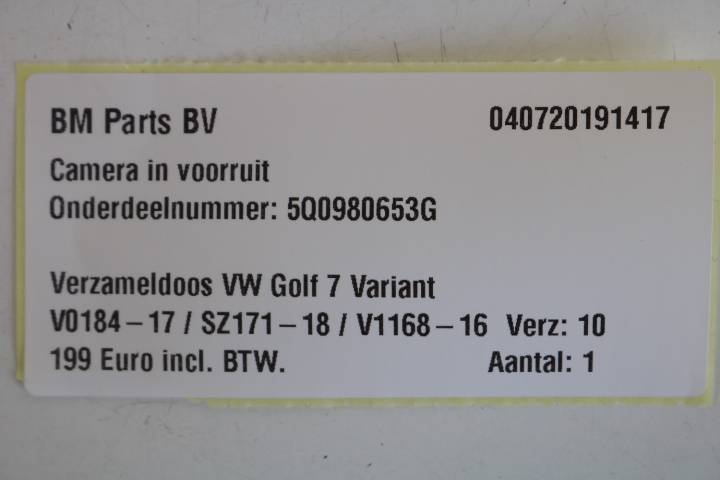 BM Parts BV 040720191417
Camera in voorruit
Onderdeelnummer: 5Q0980653G
Verzameldoos VW Golf 7 Variant
V0184-17 / SZ171-18 / V1168-16 Verz: 10
199 Euro incl. BTW. Aantal: 1